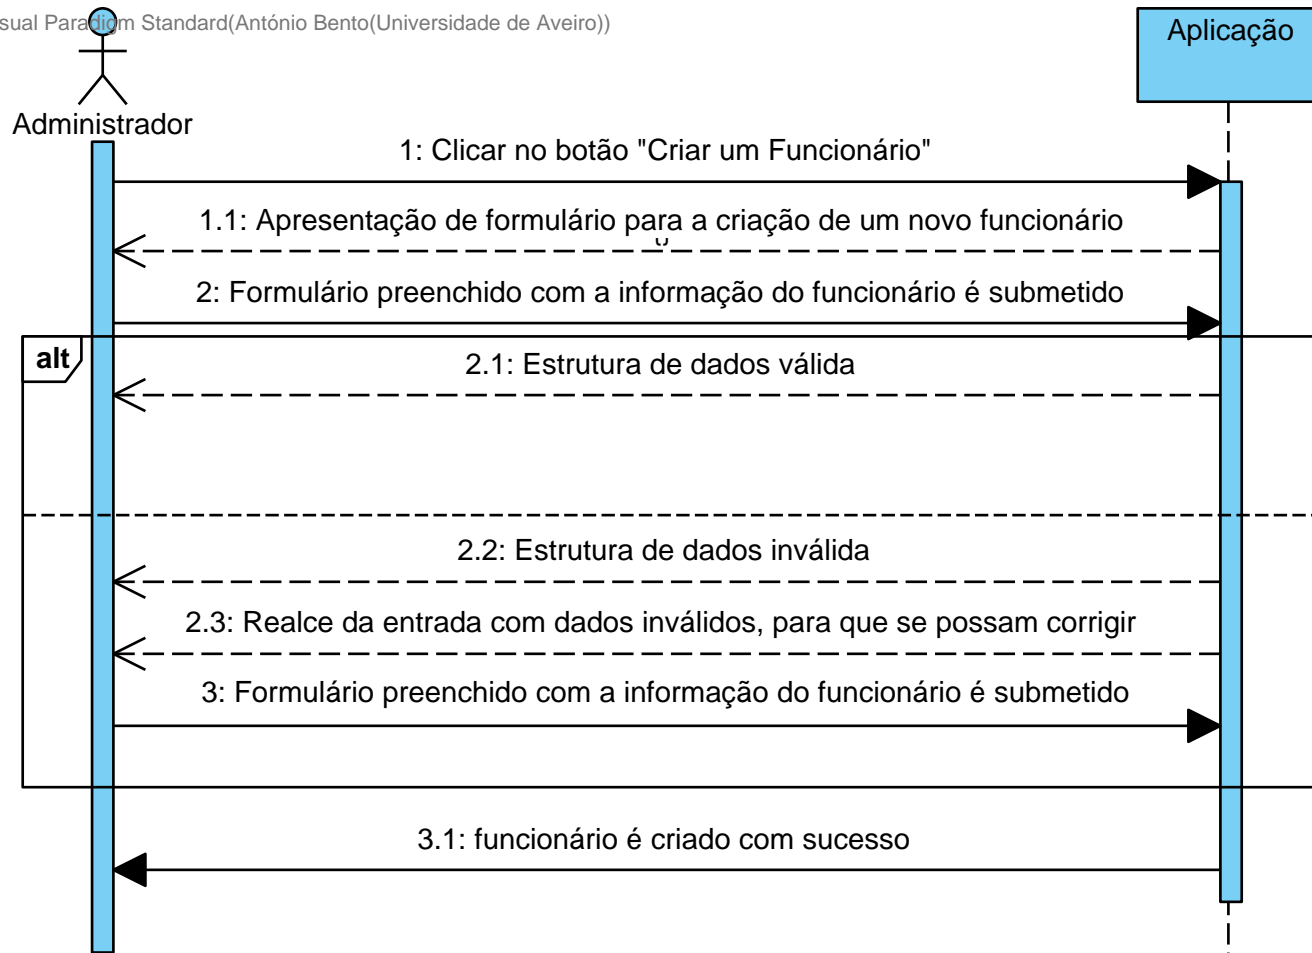 sual Paradigm Standard(António Bento(Universidade de Aveiro))
Aplicação
Administrador
1: Clicar no botão "Criar um Funcionário"
1.1: Apresentação de formulário para a criação de um novo funcionário
2: Formulário preenchido com a informação do funcionário é submetido
alt
2.1: Estrutura de dados válida
2.2: Estrutura de dados inválida
2.3: Realce da entrada com dados inválidos, para que se possam corrigir
3: Formulário preenchido com a informação do funcionário é submetido
3.1: funcionário é criado com sucesso